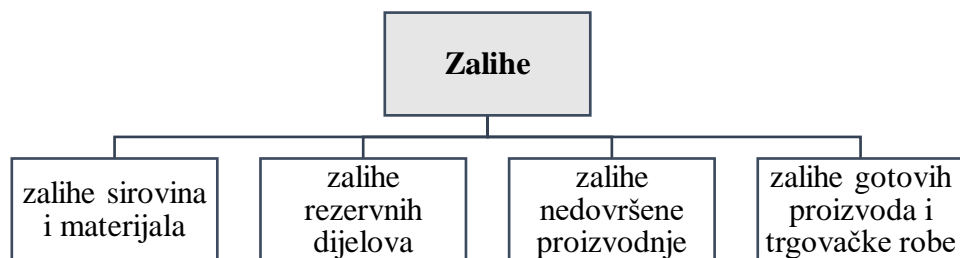 Zalihe
zalihe sirovina
i materijala
zalihe
rezervnih
dijelova
zalihe
nedovršene
proizvodnje
zalihe gotovih
proizvoda i
trgovačke robe